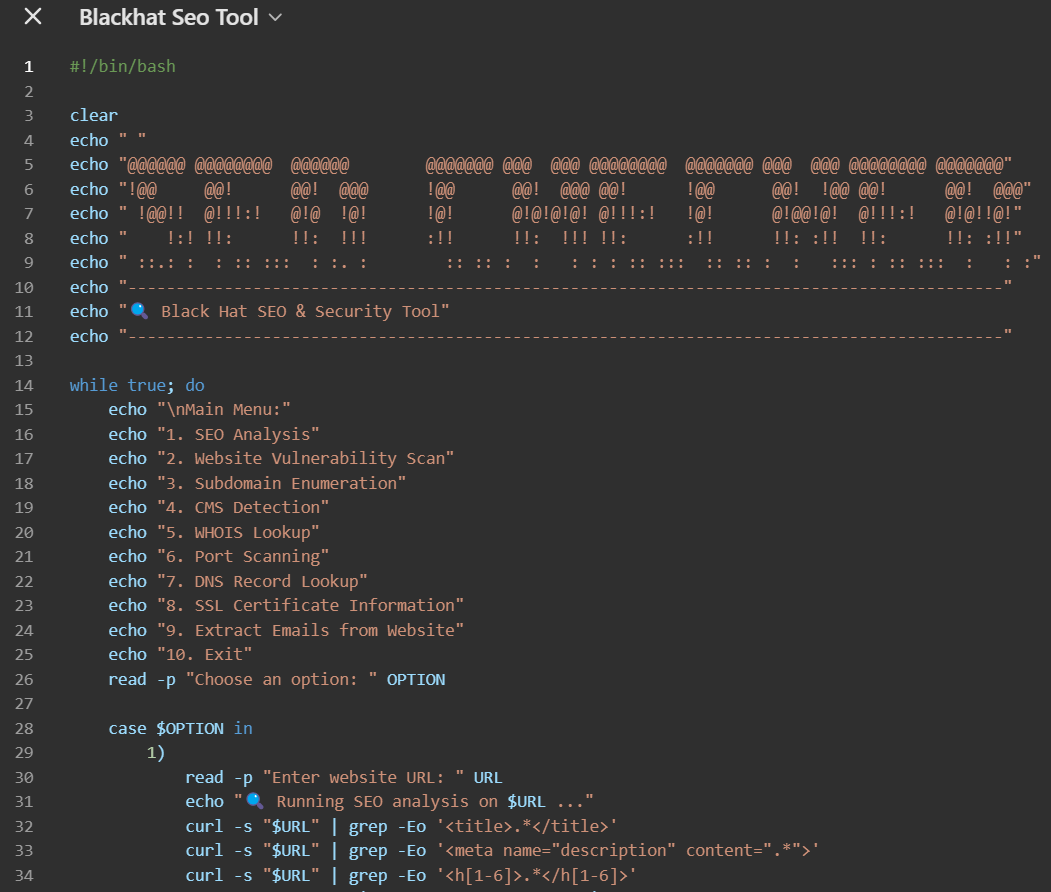 Blackhat Seo Tool
1 #!/bin/bash
2
3 clear
4 echo " "
5 echo "@@@@@@ @@@@@@@@  @@@@@@        @@@@@@@ @@@  @@@ @@@@@@@@  @@@@@@@ @@@  @@@ @@@@@@@@ @@@@@@@"
6 echo "!@@     @@!      @@!  @@@      !@@      @@!  @@@ @@!      !@@      @@!  !@@ @@!      @@!  @@@"
7 echo " !@@!!  @!!!:!   @!@  !@!      !@!      @!@!@!@! @!!!:!   !@!      @!@@!@!  @!!!:!   @!@!!@!"
8 echo "    !:! !!:      !!:  !!!      :!!      !!:  !!! !!:      :!!      !!: :!!  !!:      !!: :!!"
9 echo " ::.: :  : :: :::  : :. :        :: :: :  :   : : : :: :::  :: :: :  :   ::: : :: :::  :   : :"
10 echo "-------------------------------------------------------------------------------------------"
11 echo "🔍 Black Hat SEO & Security Tool"
12 echo "-------------------------------------------------------------------------------------------"
13
14 while true; do
15     echo "\nMain Menu:"
16     echo "1. SEO Analysis"
17     echo "2. Website Vulnerability Scan"
18     echo "3. Subdomain Enumeration"
19     echo "4. CMS Detection"
20     echo "5. WHOIS Lookup"
21     echo "6. Port Scanning"
22     echo "7. DNS Record Lookup"
23     echo "8. SSL Certificate Information"
24     echo "9. Extract Emails from Website"
25     echo "10. Exit"
26     read -p "Choose an option: " OPTION
27
28     case $OPTION in
29         1)
30             read -p "Enter website URL: " URL
31             echo "🔍 Running SEO analysis on $URL ..."
32             curl -s "$URL" | grep -Eo '<title>.*</title>'
33             curl -s "$URL" | grep -Eo '<meta name="description" content=".*">'
34             curl -s "$URL" | grep -Eo '<h[1-6]>.*</h[1-6]>'